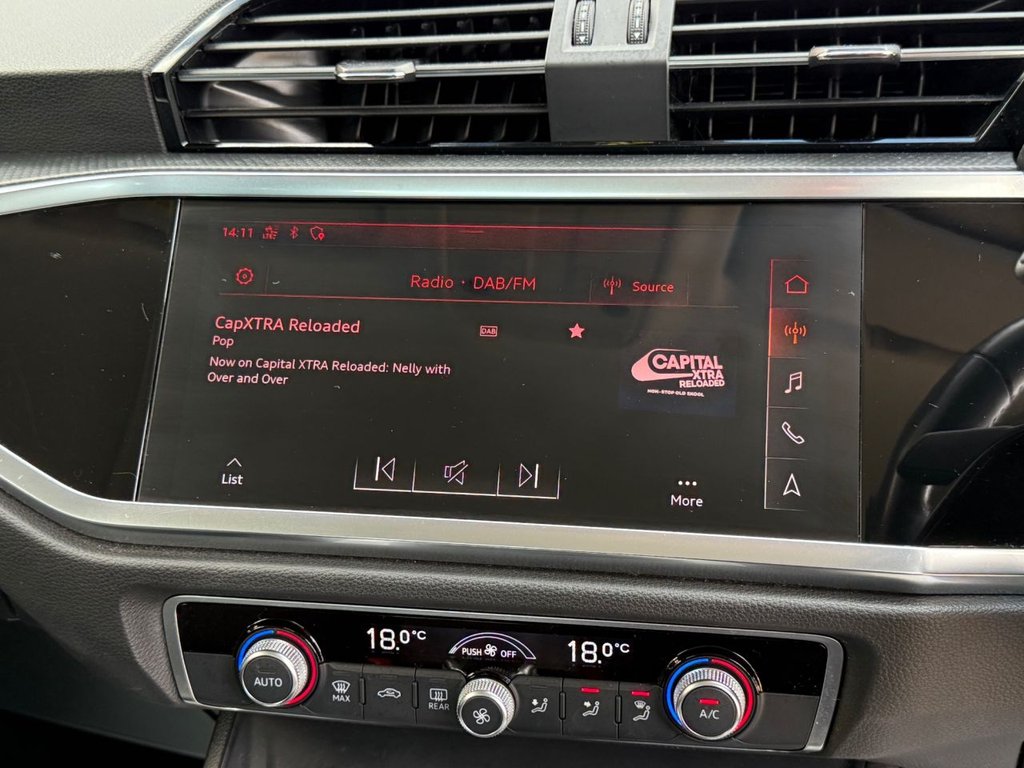 14:11
Radio · DAB/FM
Source
CapXTRA Reloaded
DAB
Pop
Now on Capital XTRA Reloaded: Nelly with
Over and Over
CAPITAL
XTRA
RELOADED
NON-STOP OLD SKOOL
List
More
18.0°C
PUSH OFF
18.0°C
AUTO
MAX
REAR
A/C